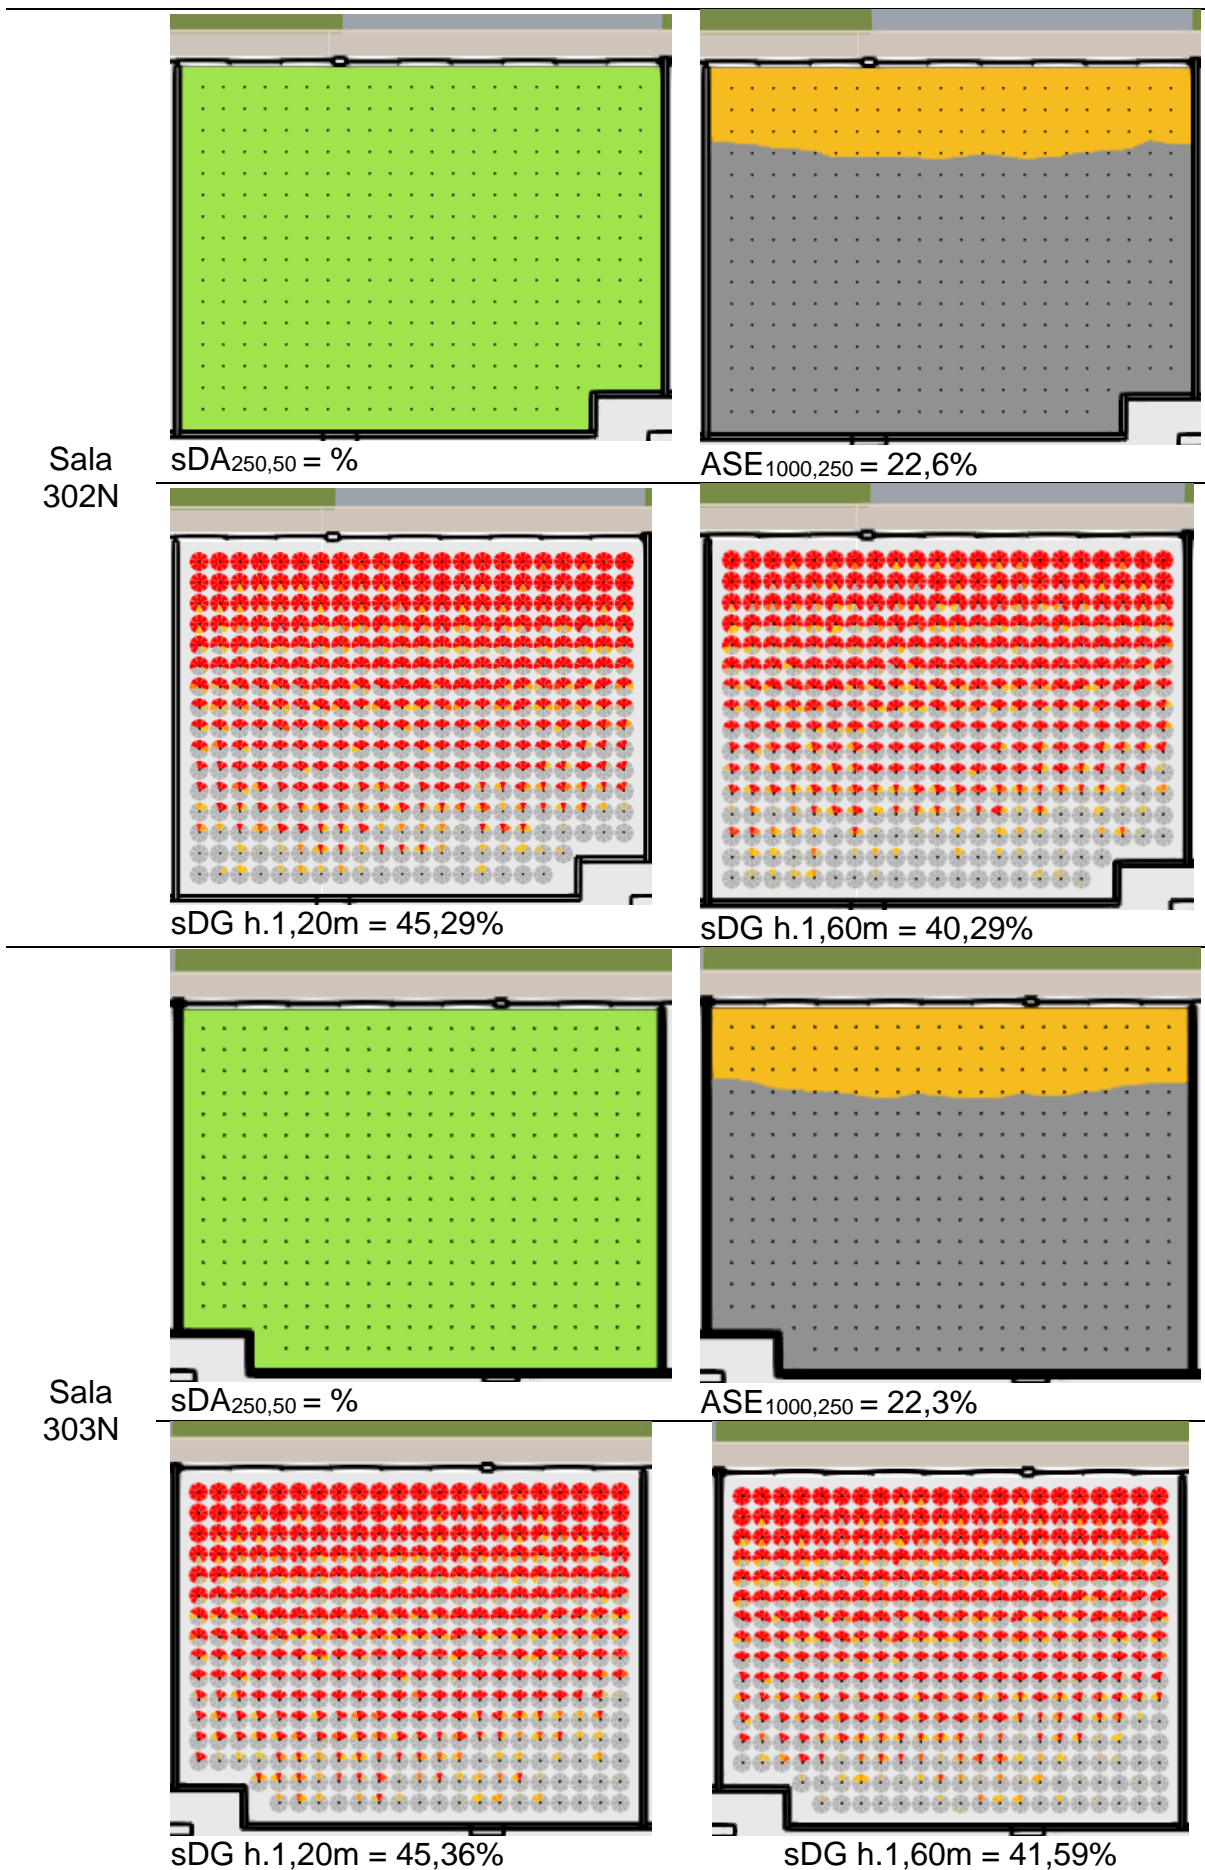 sDA250,50 = %
ASE1000,250 = 22,6%
Sala
302N
sDG h.1,20m = 45,29%
sDG h.1,60m = 40,29%
sDA250,50 = %
ASE1000,250 = 22,3%
Sala
303N
sDG h.1,20m = 45,36%
sDG h.1,60m = 41,59%